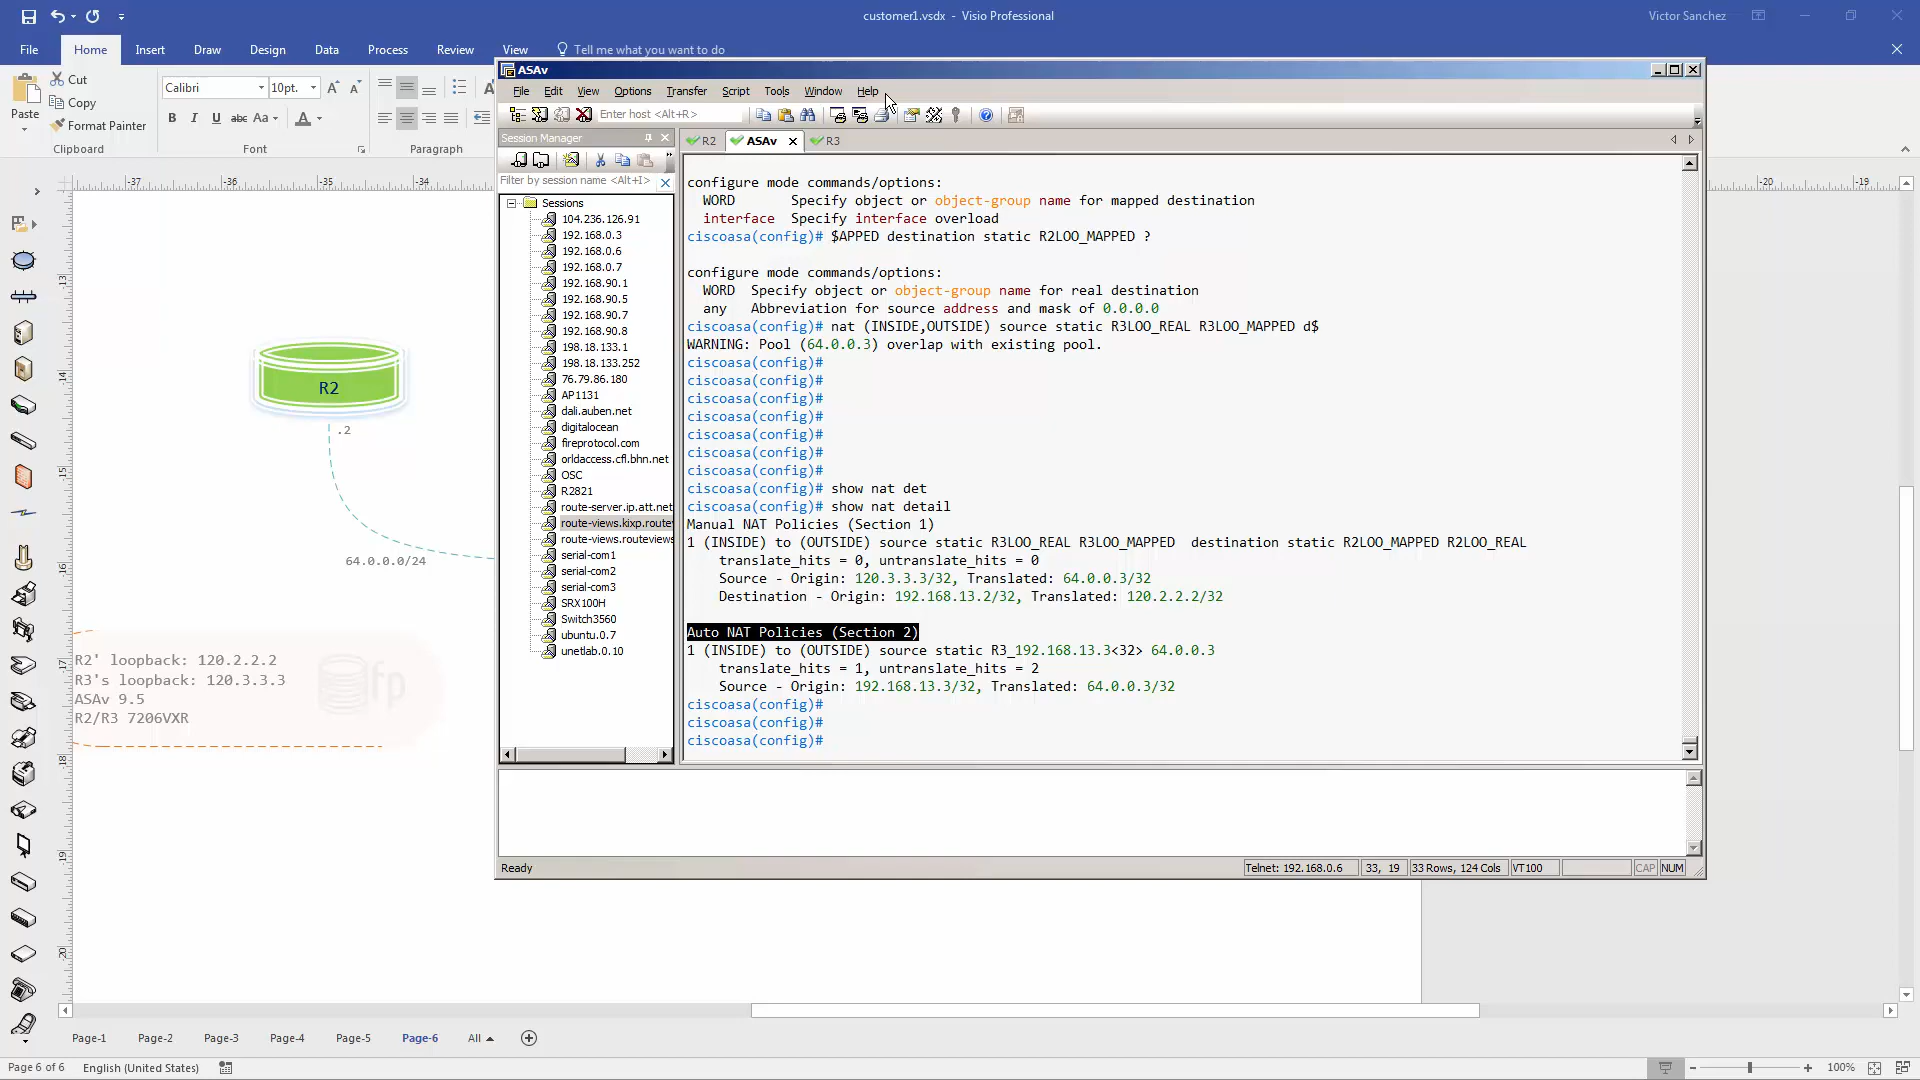 customer1.vsdx - Visio Professional
Victor Sanchez
File Home Insert Draw Design Data Process Review View Tell me what you want to do
Paste
Cut
Copy
Format Painter
Calibri 10pt.
B I U abc Aa A
Clipboard Font Paragraph
-37 -36 -35 -34 -20 -19
-13
-14
-15
-16
-17
-18
-19
-20
R2
.2
64.0.0.0/24
R2' loopback: 120.2.2.2
R3's loopback: 120.3.3.3
ASAv 9.5
R2/R3 7206VXR
fp
ASAv
File Edit View Options Transfer Script Tools Window Help
Enter host <Alt+R>
Session Manager
Filter by session name <Alt+I>
Sessions
104.236.126.91
192.168.0.3
192.168.0.6
192.168.0.7
192.168.90.1
192.168.90.5
192.168.90.7
192.168.90.8
198.18.133.1
198.18.133.252
76.79.86.180
AP1131
dali.auben.net
digitalocean
fireprotocol.com
orldaccess.cfl.bhn.net
OSC
R2821
route-server.ip.att.net
route-views.kixp.route
route-views.routeviews
serial-com1
serial-com2
serial-com3
SRX100H
Switch3560
ubuntu.0.7
unetlab.0.10
R2 ASAv R3
configure mode commands/options:
WORD Specify object or object-group name for mapped destination
interface Specify interface overload
ciscoasa(config)# $APPED destination static R2LOO_MAPPED ?
configure mode commands/options:
WORD Specify object or object-group name for real destination
any Abbreviation for source address and mask of 0.0.0.0
ciscoasa(config)# nat (INSIDE,OUTSIDE) source static R3LOO_REAL R3LOO_MAPPED d$
WARNING: Pool (64.0.0.3) overlap with existing pool.
ciscoasa(config)#
ciscoasa(config)#
ciscoasa(config)#
ciscoasa(config)#
ciscoasa(config)#
ciscoasa(config)#
ciscoasa(config)#
ciscoasa(config)# show nat det
ciscoasa(config)# show nat detail
Manual NAT Policies (Section 1)
1 (INSIDE) to (OUTSIDE) source static R3LOO_REAL R3LOO_MAPPED destination static R2LOO_MAPPED R2LOO_REAL
translate_hits = 0, untranslate_hits = 0
Source - Origin: 120.3.3.3/32, Translated: 64.0.0.3/32
Destination - Origin: 192.168.13.2/32, Translated: 120.2.2.2/32
Auto NAT Policies (Section 2)
1 (INSIDE) to (OUTSIDE) source static R3_192.168.13.3<32> 64.0.0.3
translate_hits = 1, untranslate_hits = 2
Source - Origin: 192.168.13.3/32, Translated: 64.0.0.3/32
ciscoasa(config)#
ciscoasa(config)#
ciscoasa(config)#
Ready
Telnet: 192.168.0.6 33, 19 33 Rows, 124 Cols VT100 CAP NUM
Page-1 Page-2 Page-3 Page-4 Page-5 Page-6 All
Page 6 of 6 English (United States) 100%